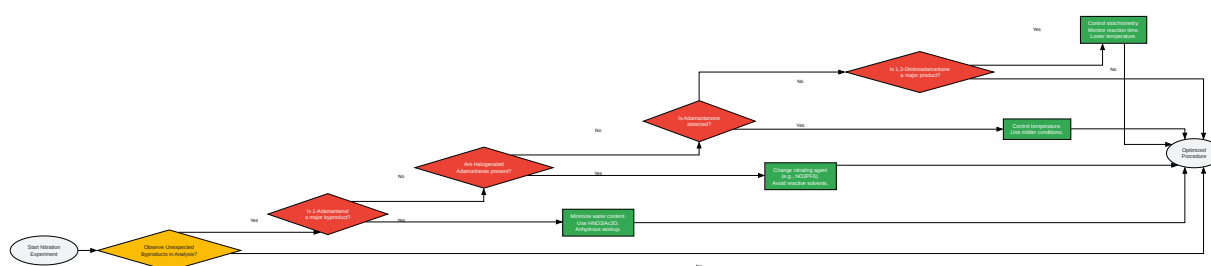 Start Nitration
Experiment
Observe Unexpected
Byproducts in Analysis?
Yes
Is 1-Adamantanol
a major byproduct?
Yes
Minimize water content.
Use HNO3/Ac2O.
Anhydrous workup.
No
Are Halogenated
Adamantanes present?
Yes
Change nitrating agent
(e.g., NO2PF6).
Avoid reactive solvents.
No
Is Adamantanone
detected?
Yes
Control temperature.
Use milder conditions.
No
Is 1,3-Dinitroadamantane
a major product?
Yes
Control stoichiometry.
Monitor reaction time.
Lower temperature.
No
Optimized
Procedure